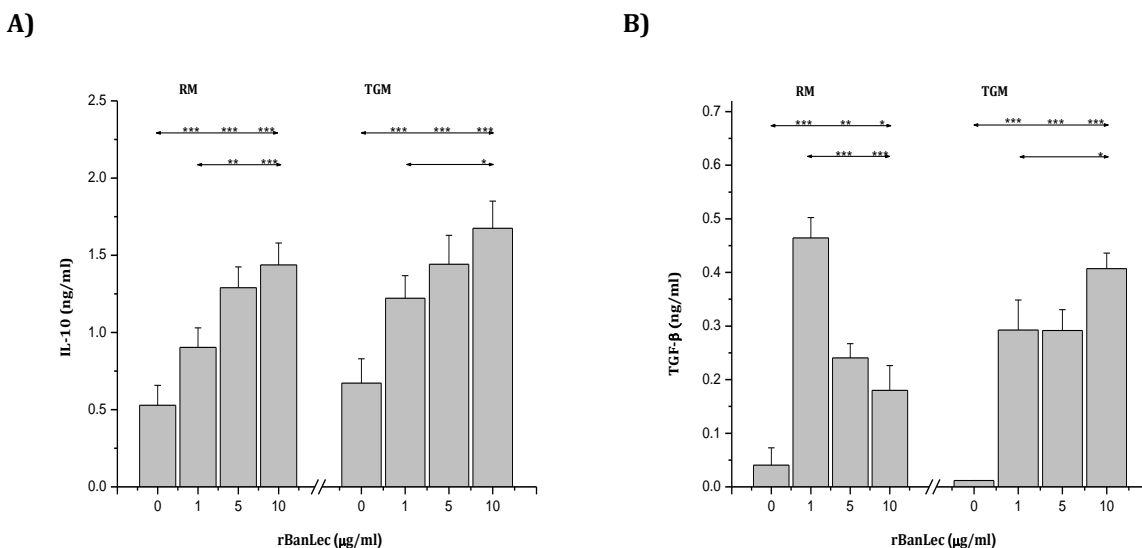 A)
B)
RM TGM
2.5
2.0
1.5
1.0
0.5
0.0
*** *** ***
*** *** ***
** ***
*
IL-10 (ng/ml)
0 1 5 10 0 1 5 10
rBanLec (μg/ml)
RM TGM
0.7
0.6
0.5
0.4
0.3
0.2
0.1
0.0
*** ** *
*** *** ***
*** ***
*
TGF-β (ng/ml)
0 1 5 10 0 1 5 10
rBanLec (μg/ml)